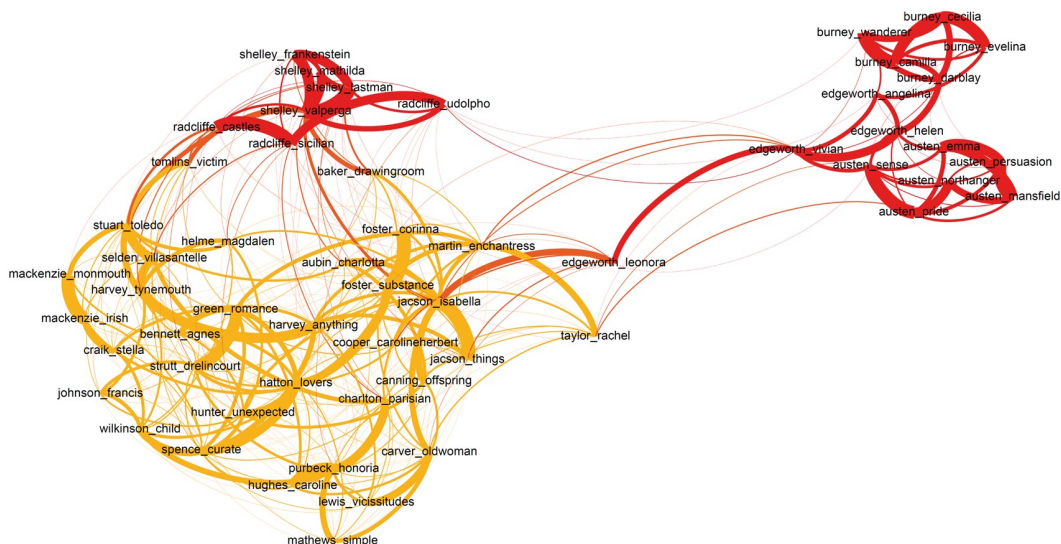 burney_cecilia
burney_wanderer
burney_evelina
shelley_frankenstein
burney_camilla
shelley_mathilda
burney_darblay
shelley_lastman
edgeworth_angelina
radcliffe_udolpho
shelley_valperga
radcliffe_castles
edgeworth_helen
radcliffe_sicilian
austen_emma
edgeworth_vivian
tomlins_victim
austen_sense
austen_persuasion
baker_drawingroom
austen_northanger
austen_mansfield
austen_pride
stuart_toledo
foster_corinna
helme_magdalen
martin_enchantress
selden_villasantelle
aubin_charlotta
edgeworth_leonora
mackenzie_monmouth
foster_substance
harvey_tynemouth
jacson_isabella
green_romance
mackenzie_irish
harvey_anything
bennett_agnes
taylor_rachel
cooper_carolineherbert
craik_stella
jacson_things
strutt_drelincourt
hatton_lovers
canning_offspring
johnson_francis
charlton_parisian
hunter_unexpected
wilkinson_child
spence_curate
carver_oldwoman
purbeck_honoria
hughes_caroline
lewis_vicissitudes
mathews_simple